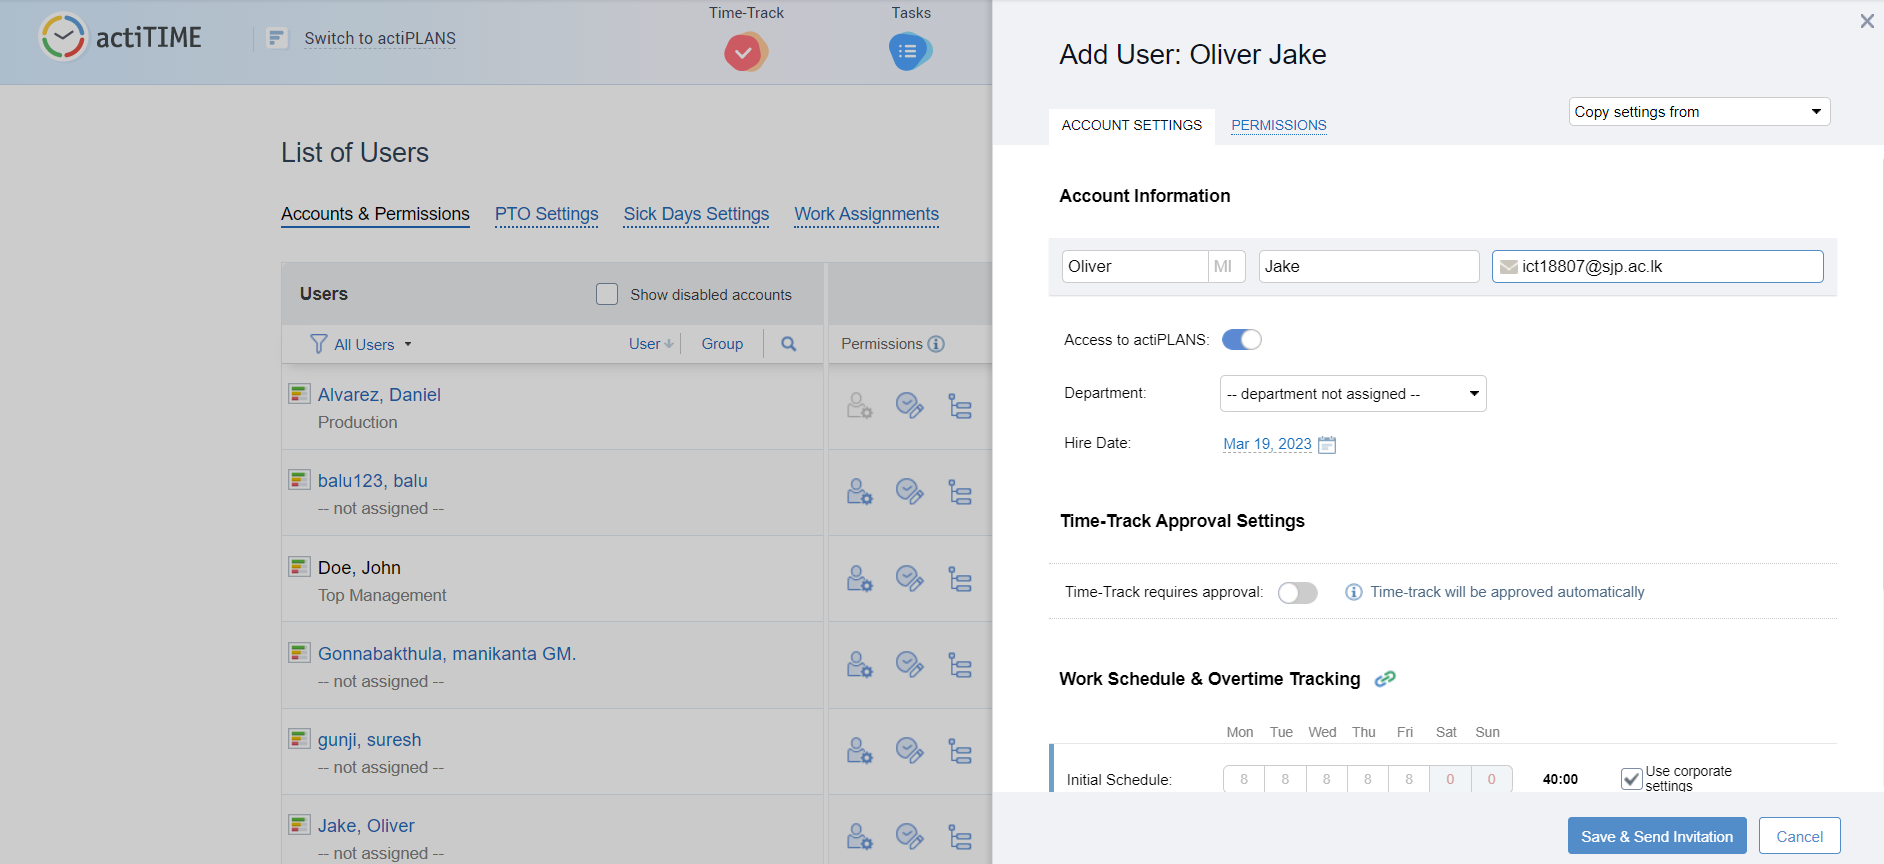 actiTIME
Switch to actiPLANS
Time-Track
Tasks
List of Users
Accounts & Permissions PTO Settings Sick Days Settings Work Assignments
Users Show disabled accounts
All Users User Group Permissions
Alvarez, Daniel
Production
balu123, balu
-- not assigned --
Doe, John
Top Management
Gonnabakthula, manikanta GM.
-- not assigned --
gunji, suresh
-- not assigned --
Jake, Oliver
-- not assigned --
Add User: Oliver Jake
Copy settings from
ACCOUNT SETTINGS PERMISSIONS
Account Information
Oliver MI Jake ict18807@sjp.ac.lk
Access to actiPLANS:
Department: -- department not assigned --
Hire Date: Mar 19, 2023
Time-Track Approval Settings
Time-Track requires approval: Time-track will be approved automatically
Work Schedule & Overtime Tracking
Mon Tue Wed Thu Fri Sat Sun
Initial Schedule: 8 8 8 8 8 0 0 40:00 Use corporate
settings
Save & Send Invitation Cancel